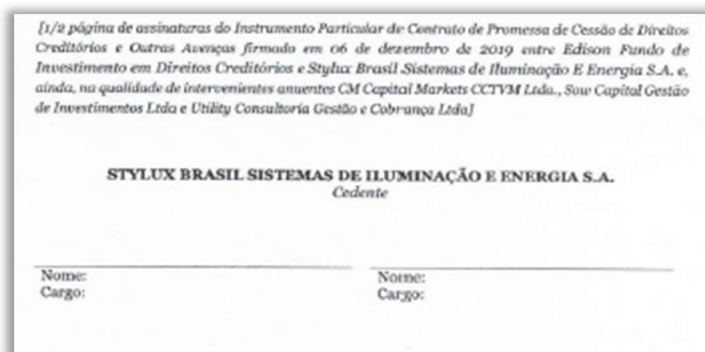 [1/2 página de assinaturas do Instrumento Particular de Contrato de Promessa de Cessão de Direitos
Creditórios e Outras Avenças firmado em 06 de dezembro de 2019 entre Edison Fundo de
Investimento em Direitos Creditórios e Stylux Brasil Sistemas de Iluminação E Energia S.A. e,
ainda, na qualidade de intervenientes anuentes CM Capital Markets CCTVM Ltda., Sow Capital Gestão
de Investimentos Ltda e Utility Consultoria Gestão e Cobrança Ltda]
STYLUX BRASIL SISTEMAS DE ILUMINAÇÃO E ENERGIA S.A.
Cedente
Nome: Nome:
Cargo: Cargo: